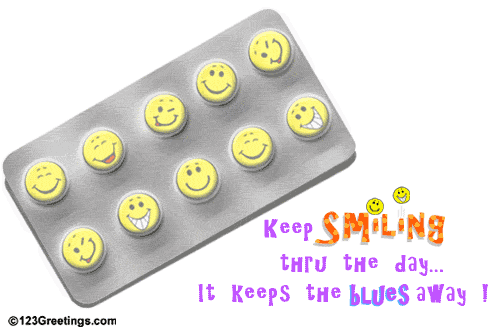 Keep SMiLiNG
thru the day...
It keeps the blues away !
©123Greetings.com